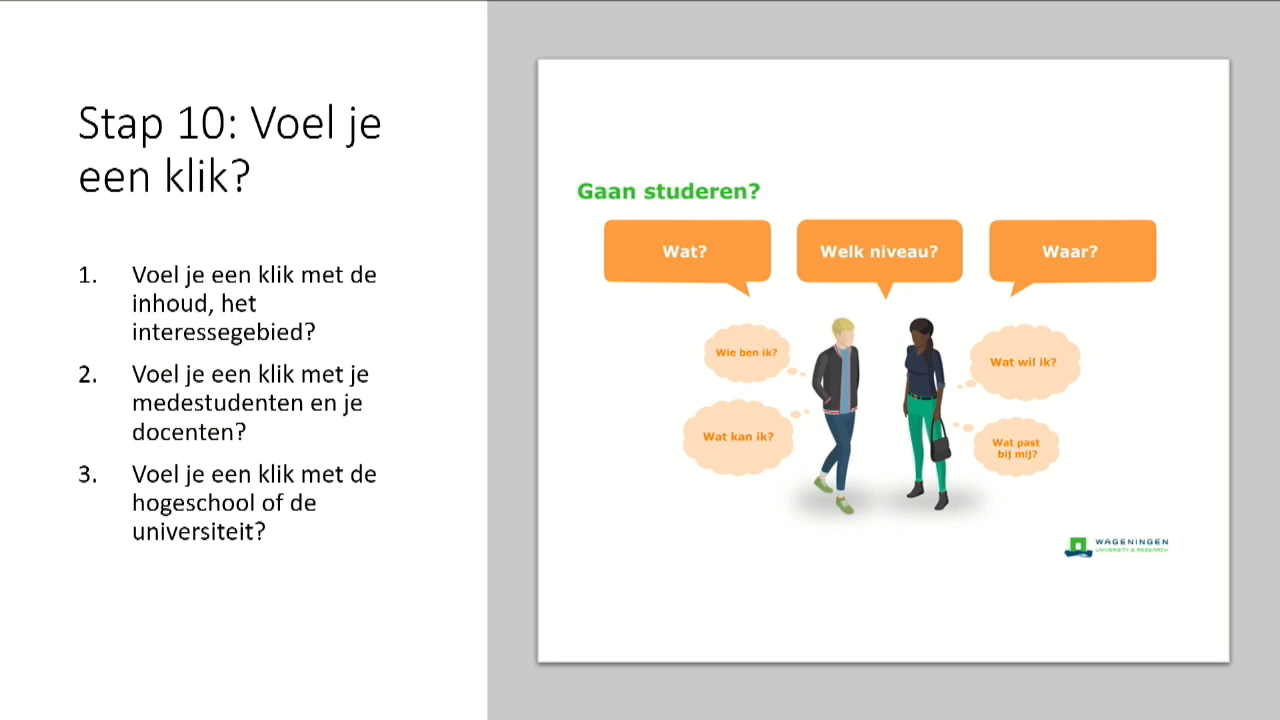 Stap 10: Voel je
een klik?
1. Voel je een klik met de
inhoud, het
interessegebied?
2. Voel je een klik met je
medestudenten en je
docenten?
3. Voel je een klik met de
hogeschool of de
universiteit?
Gaan studeren?
Wat?
Welk niveau?
Waar?
Wie ben ik?
Wat wil ik?
Wat kan ik?
Wat past
bij mij?
WAGENINGEN
UNIVERSITY & RESEARCH